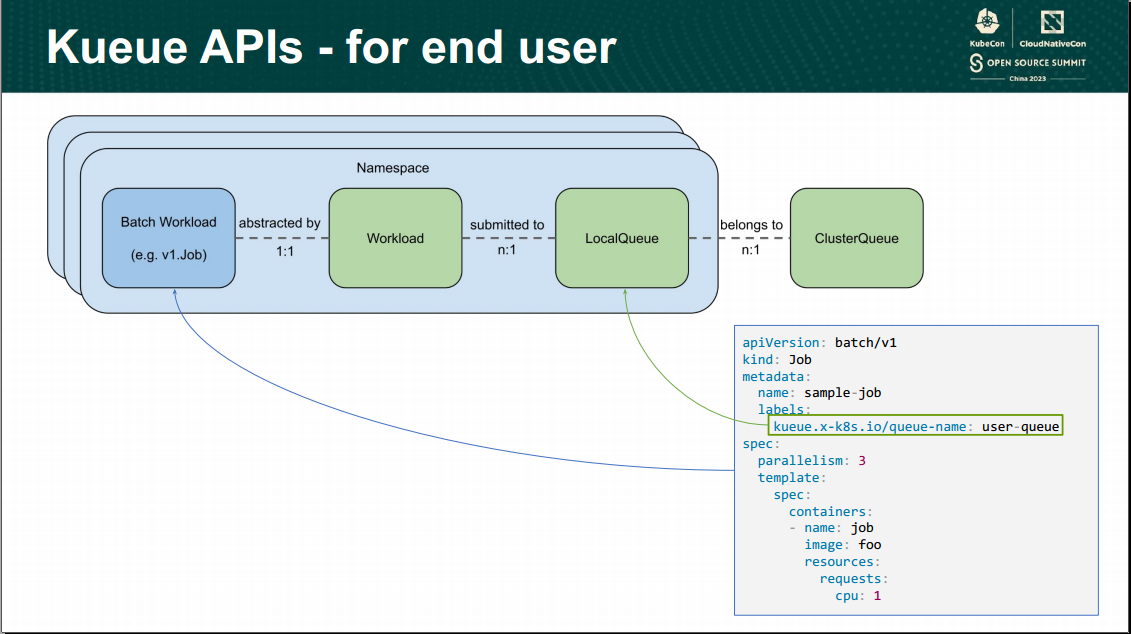 Kueue APIs - for end user
KubeCon
CloudNativeCon
OPEN SOURCE SUMMIT
China 2023
Namespace
Batch Workload
(e.g. v1.Job)
abstracted by
1:1
Workload
submitted to
n:1
LocalQueue
belongs to
n:1
ClusterQueue
apiVersion: batch/v1
kind: Job
metadata:
  name: sample-job
  labels:
    kueue.x-k8s.io/queue-name: user-queue
spec:
  parallelism: 3
  template:
    spec:
      containers:
      - name: job
        image: foo
        resources:
          requests:
            cpu: 1